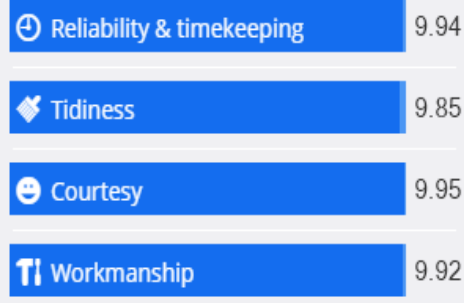 Reliability & timekeeping 9.94
Tidiness 9.85
Courtesy 9.95
Workmanship 9.92